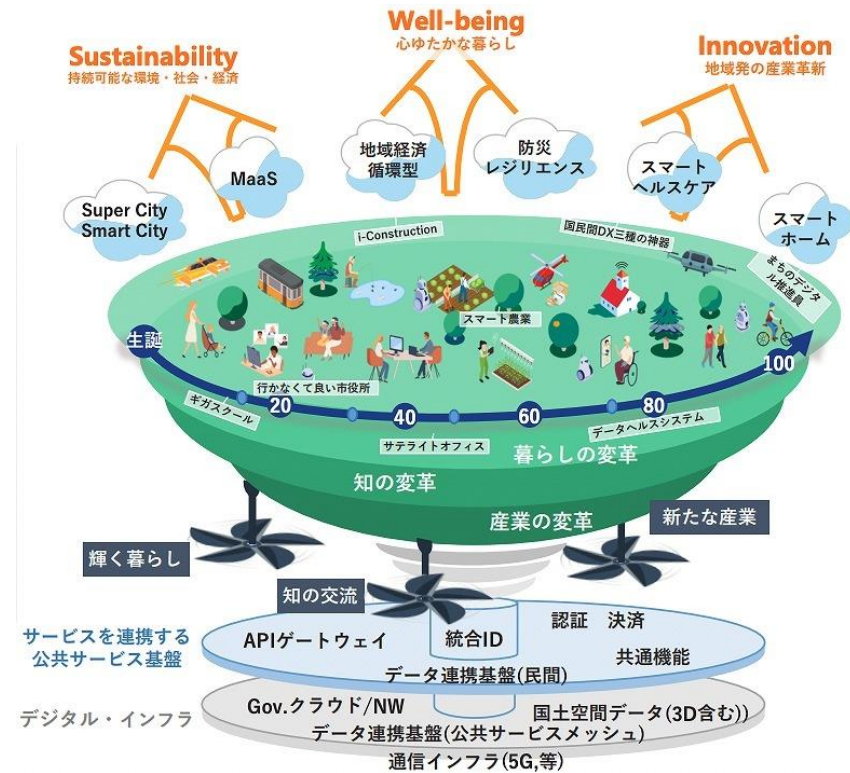 Well-being
心ゆたかな暮らし
Sustainability
持続可能な環境・社会・経済
Innovation
地域発の産業革新
Super City
Smart City
MaaS
地域経済
循環型
防災
レジリエンス
スマート
ヘルスケア
スマート
ホーム
i-Construction
国民間DX三種の神器
まちのデジタ
ル推進員
スマート農業
生誕
20
40
60
80
100
行かなくて良い市役所
ギガスクール
サテライトオフィス
データヘルスシステム
暮らしの変革
知の変革
産業の変革
新たな産業
輝く暮らし
知の交流
サービスを連携する
公共サービス基盤
APIゲートウェイ
統合ID
認証 決済
共通機能
データ連携基盤(民間)
デジタル・インフラ
Gov.クラウド/NW
国土空間データ(3D含む))
データ連携基盤(公共サービスメッシュ)
通信インフラ(5G,等)